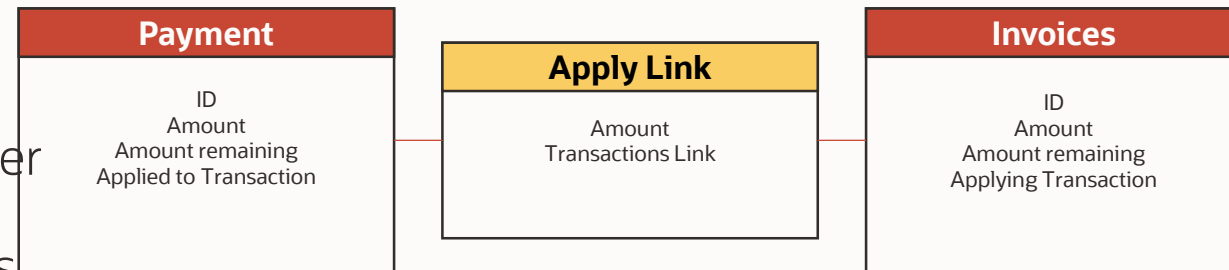 Payment
ID
Amount
Amount remaining
Applied to Transaction
Apply Link
Amount
Transactions Link
Invoices
ID
Amount
Amount remaining
Applying Transaction
er